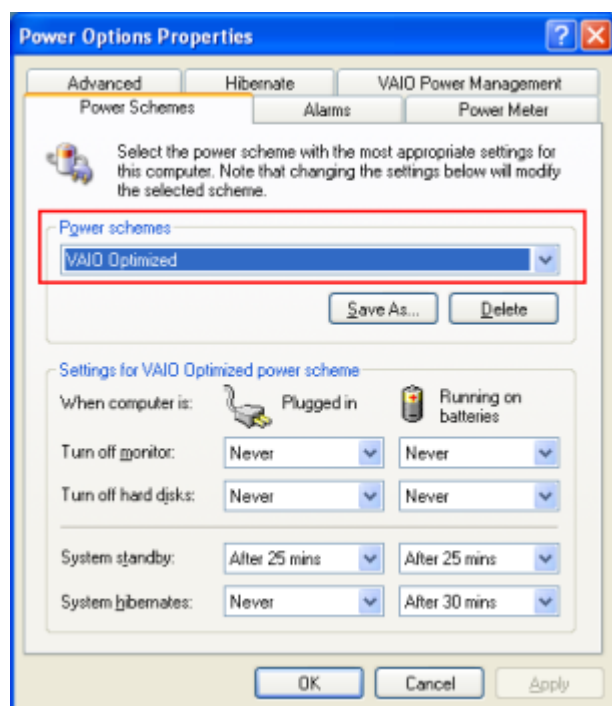 Power Options Properties
Advanced Hibernate VAIO Power Management
Power Schemes Alarms Power Meter
Select the power scheme with the most appropriate settings for
this computer. Note that changing the settings below will modify
the selected scheme.
Power schemes
VAIO Optimized
Save As... Delete
Settings for VAIO Optimized power scheme
When computer is: Plugged in Running on
batteries
Turn off monitor: Never Never
Turn off hard disks: Never Never
System standby: After 25 mins After 25 mins
System hibernates: Never After 30 mins
OK Cancel Apply